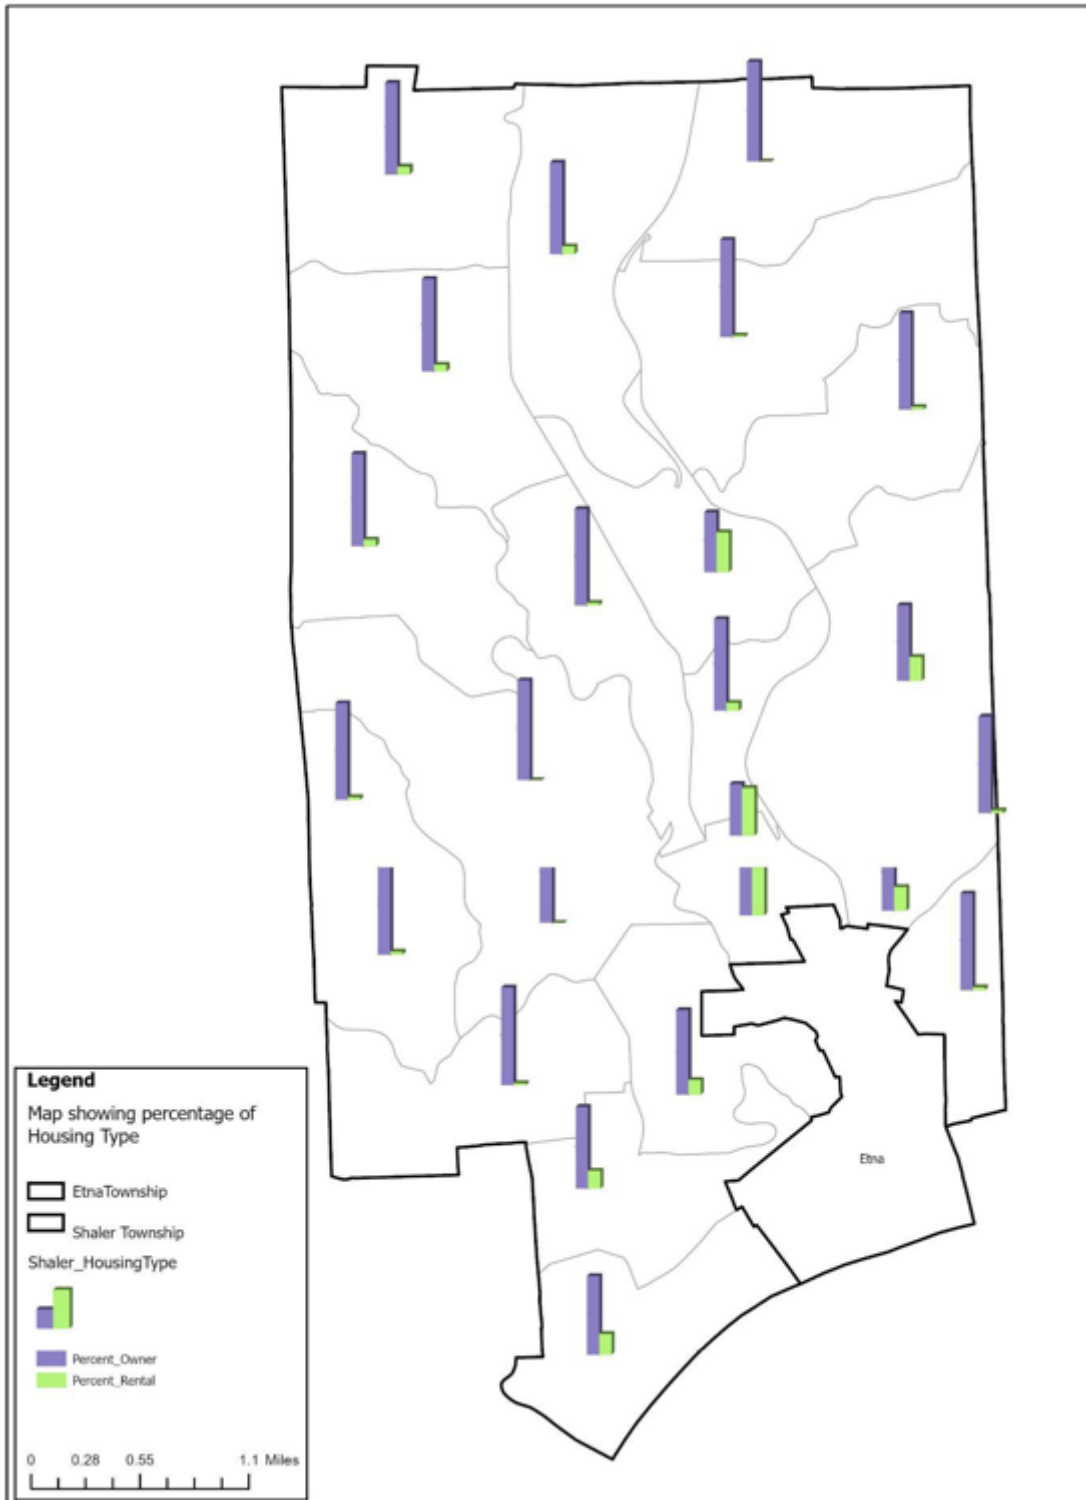 Etna
Legend
Map showing percentage of
Housing Type
EtnaTownship
Shaler Township
Shaler_HousingType
Percent_Owner
Percent_Rental
0 0.28 0.55 1.1 Miles